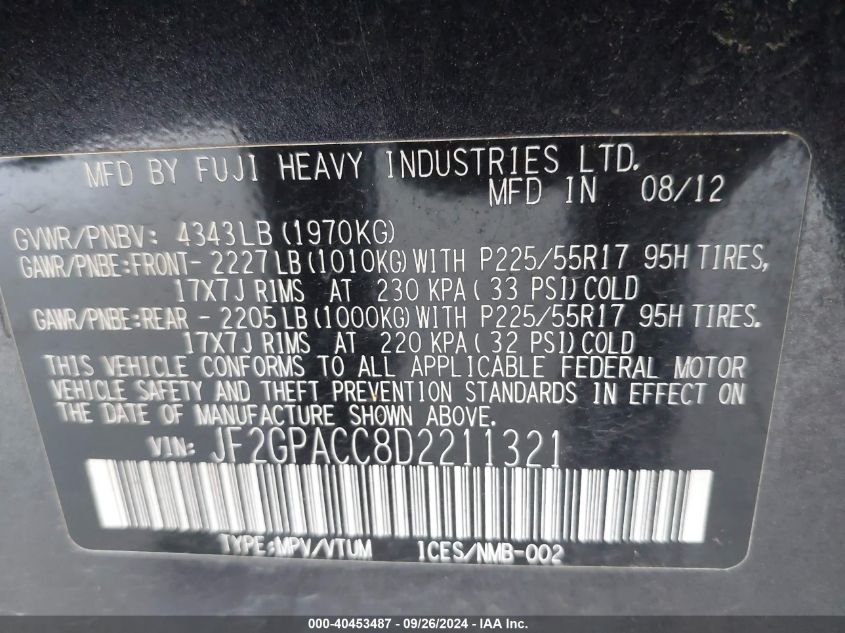 MFD BY FUJI HEAVY INDUSTRIES LTD.
MFD IN 08/12
GVWR/PNBV: 4343LB (1970KG)
GAWR/PNBE:FRONT- 2227LB(1010KG)WITH P225/55R17 95H TIRES,
17X7J RIMS AT 230 KPA( 33 PSI)COLD
GAWR/PNBE:REAR - 2205LB(1000KG)WITH P225/55R17 95H TIRES.
17X7J RIMS AT 220 KPA( 32 PSI)COLD
THIS VEHICLE CONFORMS TO ALL APPLICABLE FEDERAL MOTOR
VEHICLE SAFETY AND THEFT PREVENTION STANDARDS IN EFFECT ON
THE DATE OF MANUFACTURE SHOWN ABOVE.
VIN: JF2GPACC8D2211321
TYPE:MPV/VTUM ICES/NMB-002
000-40453487 - 09/26/2024 - IAA Inc.